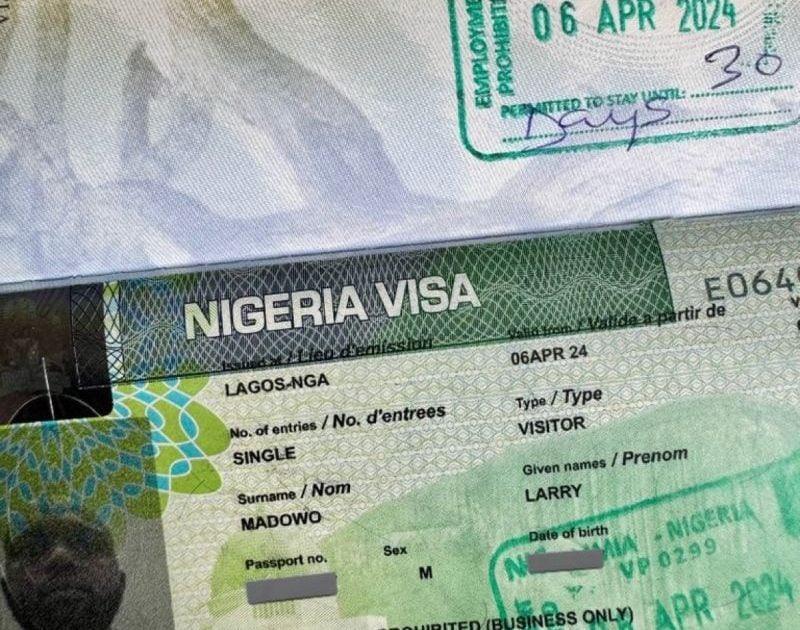 EMPLOYME
PROHIBIT
06 APR 2024
PERMITTED TO STAY UNTIL: 30
Days
NIGERIA VISA
E064
Issued at / Lieu d'emission
Valid from / Valide a partir de
LAGOS-NGA
06APR 24
No. of entries / No. d'entrees
Type / Type
SINGLE
VISITOR
Surname / Nom
Given names / Prenom
MADOWO
LARRY
Passport no.
Sex
Date of birth
M
MIA - NIGERIA
VP 0299
APR 2024
OHIBITED (BUSINESS ONLY)